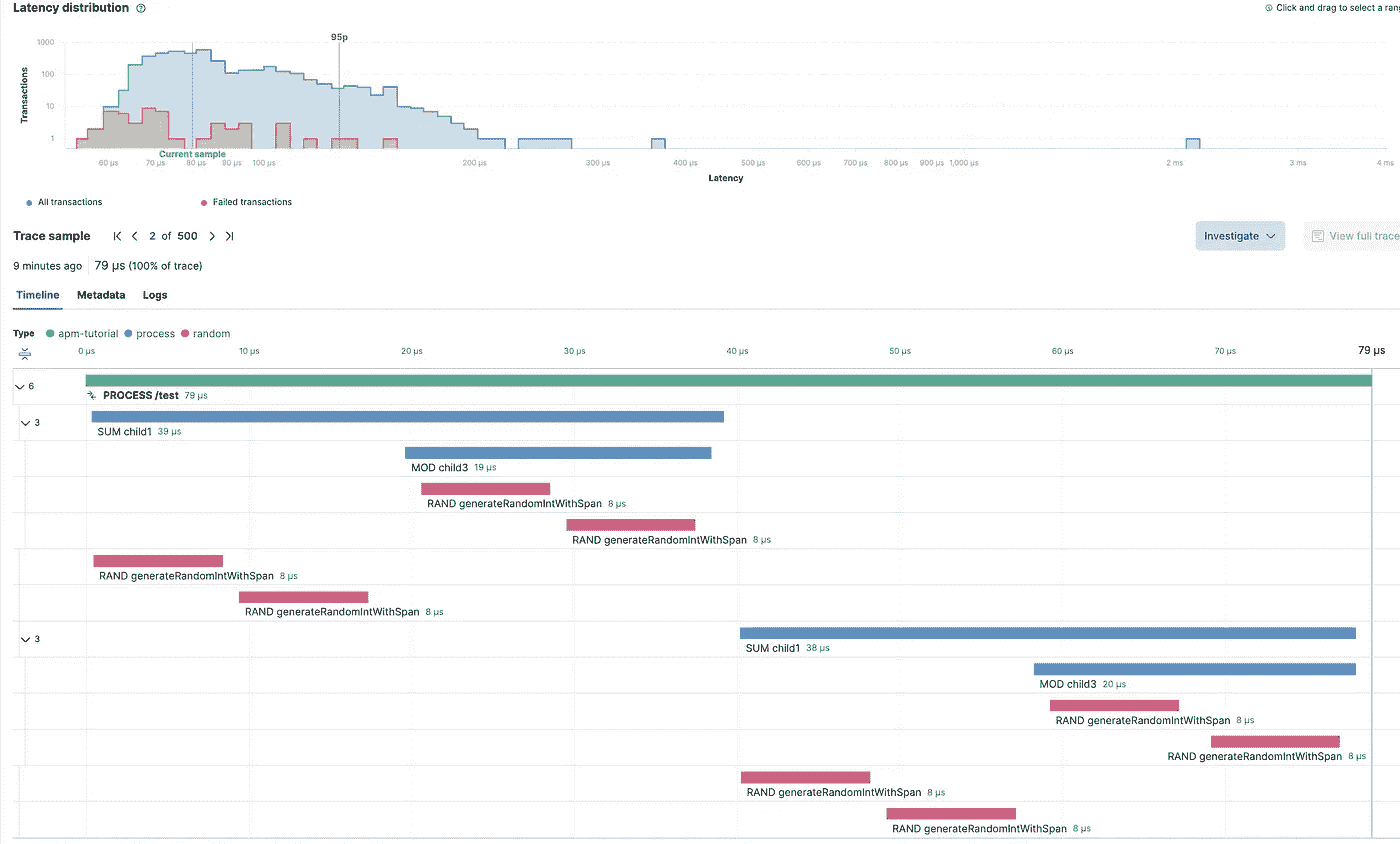 Latency distribution
Click and drag to select a ran
95p
1000
100
10
1
Transactions
Current sample
60 μs 70 μs 80 μs 90 μs 100 μs 200 μs 300 μs 400 μs 500 μs 600 μs 700 μs 800 μs 900 μs 1,000 μs 2 ms 3 ms 4 ms
Latency
All transactions Failed transactions
Trace sample 2 of 500 Investigate View full trace
9 minutes ago 79 μs (100% of trace)
Timeline Metadata Logs
Type apm-tutorial process random
0 μs 10 μs 20 μs 30 μs 40 μs 50 μs 60 μs 70 μs 79 μs
6
PROCESS /test 79 μs
3
SUM child1 39 μs
MOD child3 19 μs
RAND generateRandomIntWithSpan 8 μs
RAND generateRandomIntWithSpan 8 μs
RAND generateRandomIntWithSpan 8 μs
RAND generateRandomIntWithSpan 8 μs
3
SUM child1 38 μs
MOD child3 20 μs
RAND generateRandomIntWithSpan 8 μs
RAND generateRandomIntWithSpan 8 μs
RAND generateRandomIntWithSpan 8 μs
RAND generateRandomIntWithSpan 8 μs